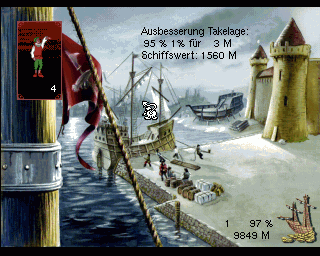 Ausbesserung Takelage:
95 % 1% für 3 M
Schiffswert: 1560 M
4
1 97 %
9849 M